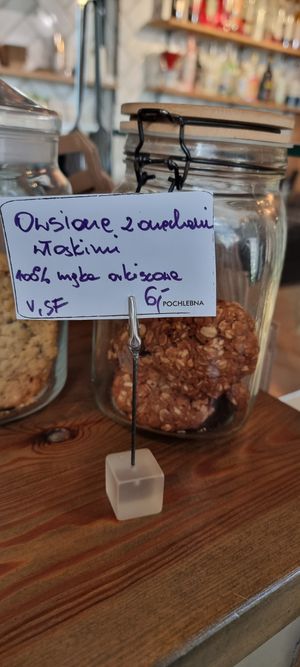 Owsiane z orzechami
włoskimi
100% mąka orkiszowa
V, SF 6,-
POCHLEBNA